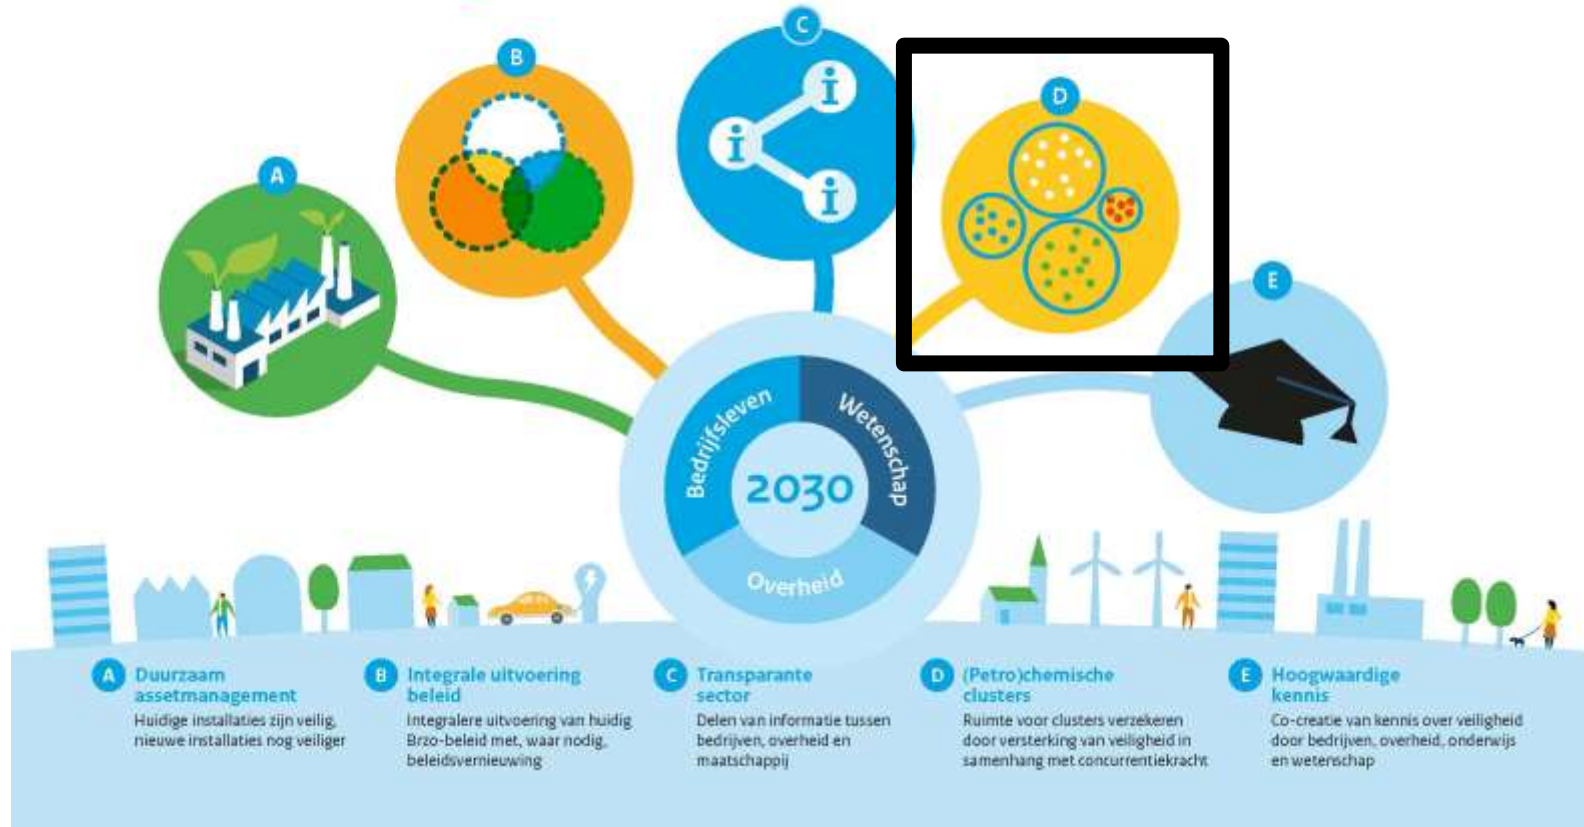 C
B
D
A
E
i
i
i
Bedrijfsleven
Wetenschap
2030
Overheid
A Duurzaam
assetmanagement
Huidige installaties zijn veilig,
nieuwe installaties nog veiliger
B Integrale uitvoering
beleid
Integralere uitvoering van huidig
Brzo-beleid met, waar nodig,
beleidsvernieuwing
C Transparante
sector
Delen van informatie tussen
bedrijven, overheid en
maatschappij
D (Petro)chemische
clusters
Ruimte voor clusters verzekeren
door versterking van veiligheid in
samenhang met concurrentiekracht
E Hoogwaardige
kennis
Co-creatie van kennis over veiligheid
door bedrijven, overheid, onderwijs
en wetenschap